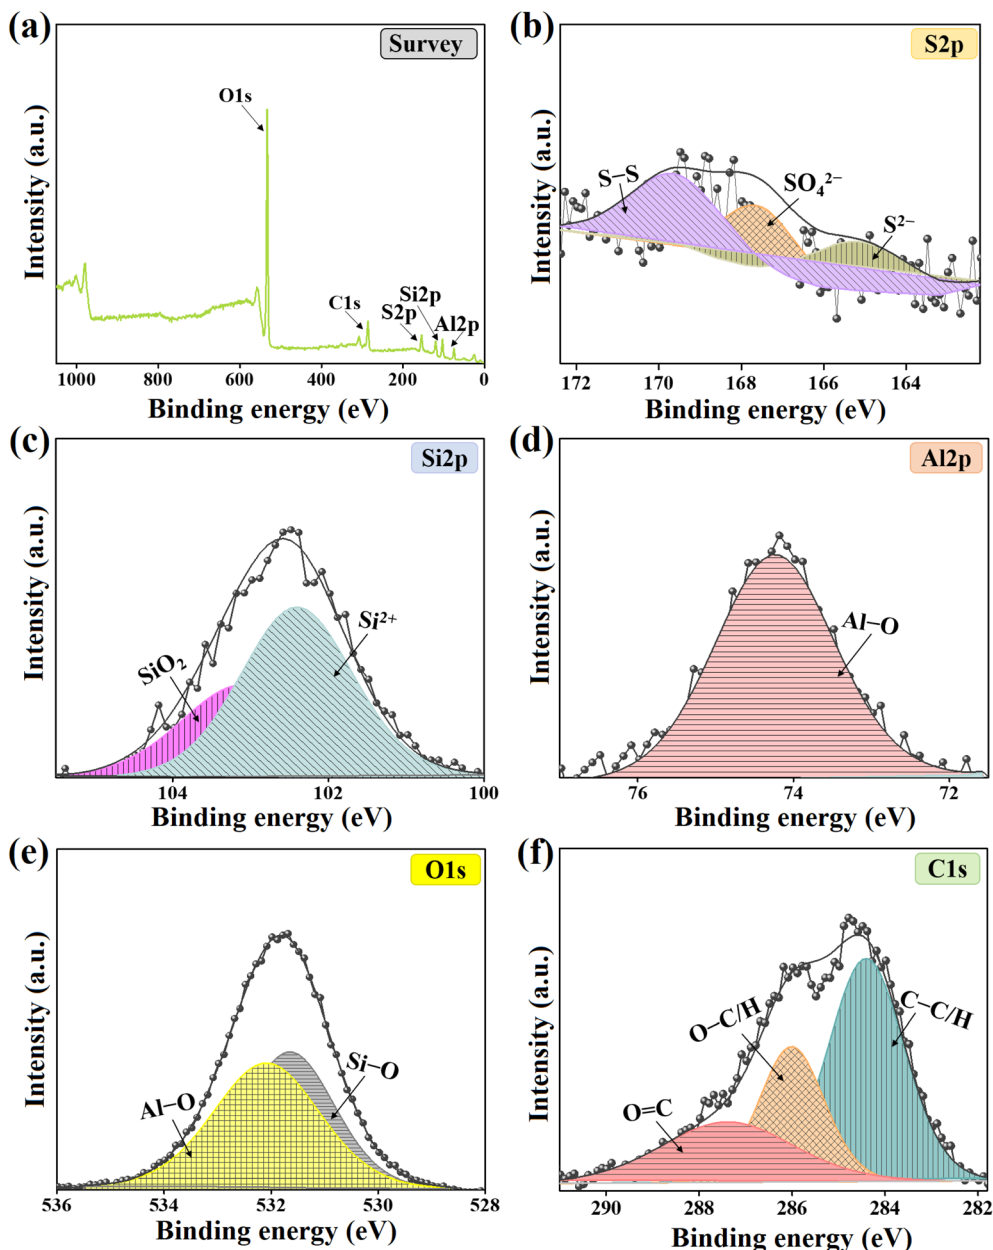 (a)
Survey
O1s
C1s
S2p
Si2p
Al2p
Intensity (a.u.)
1000 800 600 400 200 0
Binding energy (eV)
(b)
S2p
S–S
SO₄²⁻
S²⁻
Intensity (a.u.)
172 170 168 166 164
Binding energy (eV)
(c)
Si2p
SiO₂
Si²⁺
Intensity (a.u.)
104 102 100
Binding energy (eV)
(d)
Al2p
Al–O
Intensity (a.u.)
76 74 72
Binding energy (eV)
(e)
O1s
Al–O
Si–O
Intensity (a.u.)
536 534 532 530 528
Binding energy (eV)
(f)
C1s
O=C
O–C/H
C–C/H
Intensity (a.u.)
290 288 286 284 282
Binding energy (eV)